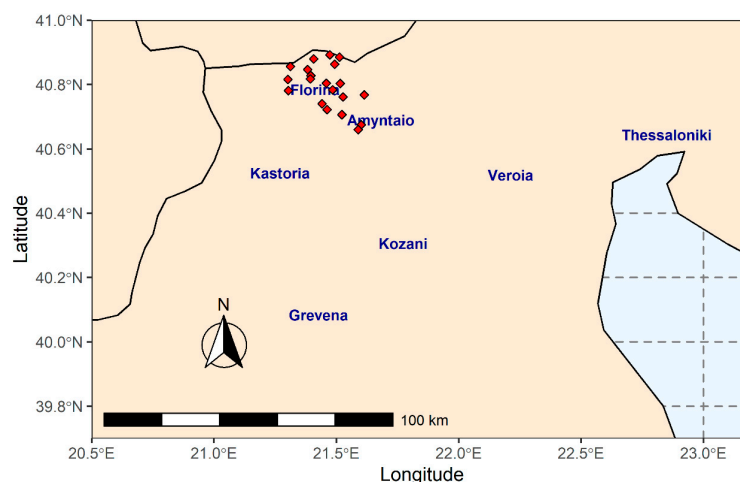 41.0°N
40.8°N
Florina
Amyntaio
Thessaloniki
40.6°N
Kastoria
Veroia
40.4°N
Kozani
40.2°N
Grevena
N
40.0°N
39.8°N
100 km
20.5°E
21.0°E
21.5°E
22.0°E
22.5°E
23.0°E
Longitude
Latitude